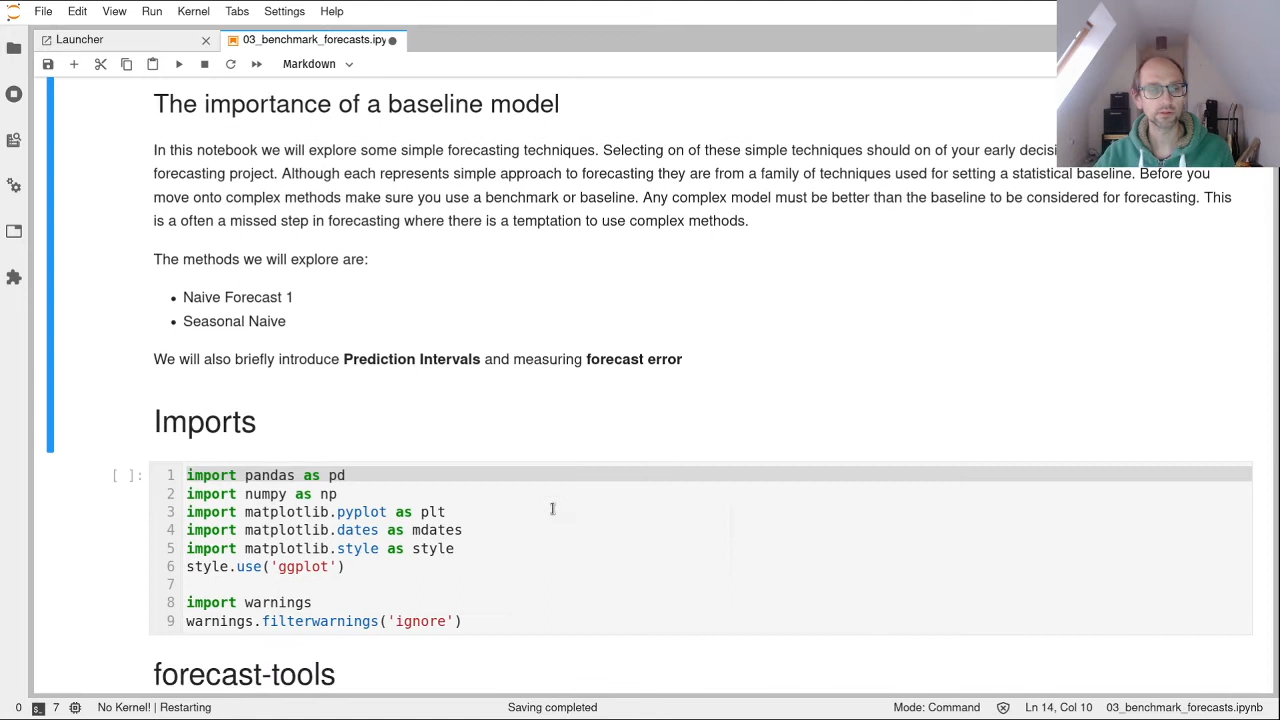 File Edit View Run Kernel Tabs Settings Help
Launcher
03_benchmark_forecasts.ipy
Markdown
The importance of a baseline model
In this notebook we will explore some simple forecasting techniques. Selecting on of these simple techniques should on of your early
forecasting project. Although each represents simple approach to forecasting they are from a family of techniques used for setting a statistical baseline. Before you
move onto complex methods make sure you use a benchmark or baseline. Any complex model must be better than the baseline to be considered for forecasting. This
is a often a missed step in forecasting where there is a temptation to use complex methods.
The methods we will explore are:
• Naive Forecast 1
• Seasonal Naive
We will also briefly introduce Prediction Intervals and measuring forecast error
Imports
[ ]:
1 import pandas as pd
2 import numpy as np
3 import matplotlib.pyplot as plt
4 import matplotlib.dates as mdates
5 import matplotlib.style as style
6 style.use('ggplot')
7
8 import warnings
9 warnings.filterwarnings('ignore')
forecast-tools
0 7 No Kernel! | Restarting Saving completed Mode: Command Ln 14, Col 10 03_benchmark_forecasts.ipynb